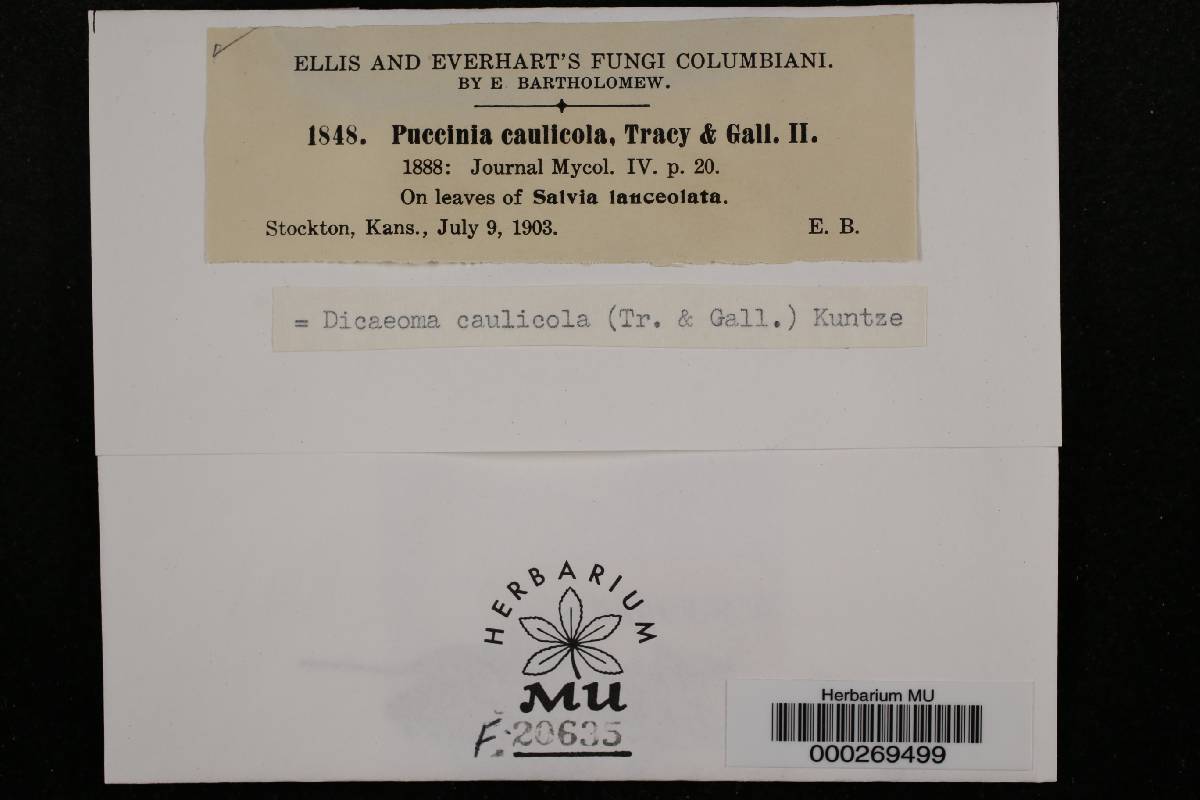 ELLIS AND EVERHART'S FUNGI COLUMBIANI.
BY E. BARTHOLOMEW.
1848. Puccinia caulicola, Tracy & Gall. II.
1888: Journal Mycol. IV. p. 20.
On leaves of Salvia lanceolata.
Stockton, Kans., July 9, 1903. E. B.
= Dicaeoma caulicola (Tr. & Gall.) Kuntze
HERBARIUM
MU
F. 20635
Herbarium MU
000269499